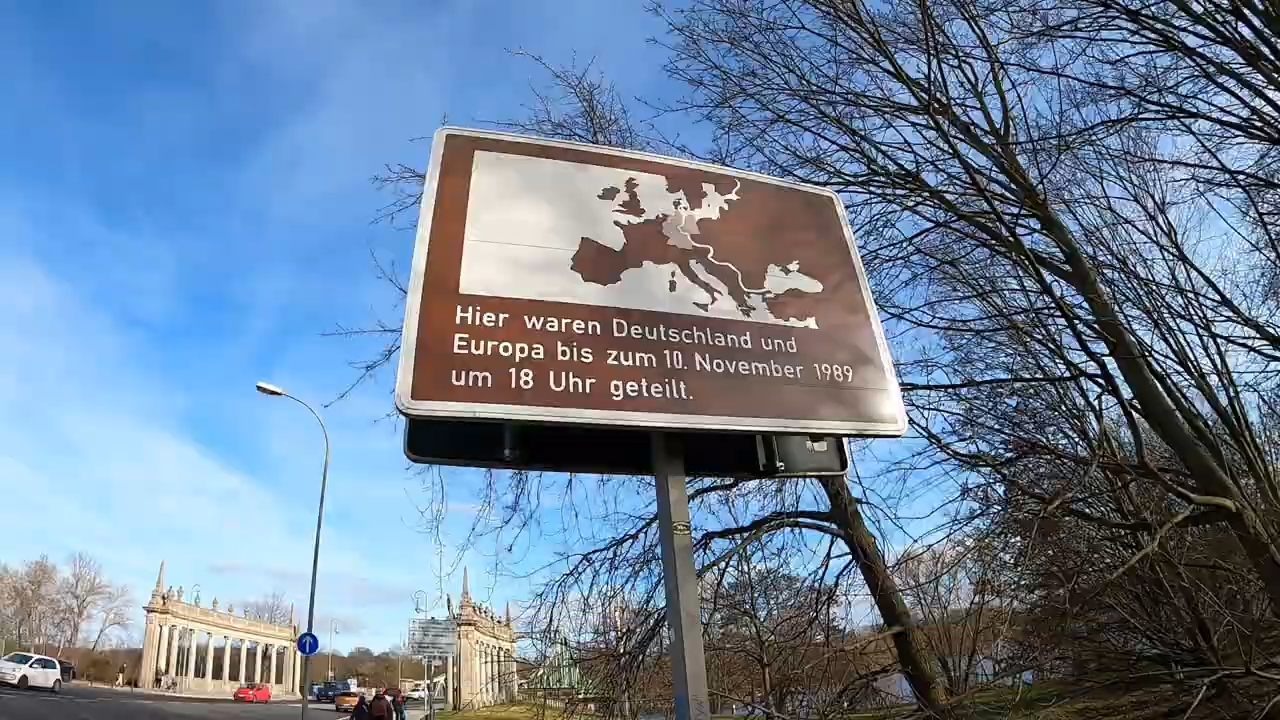 Hier waren Deutschland und
Europa bis zum 10. November 1989
um 18 Uhr geteilt.